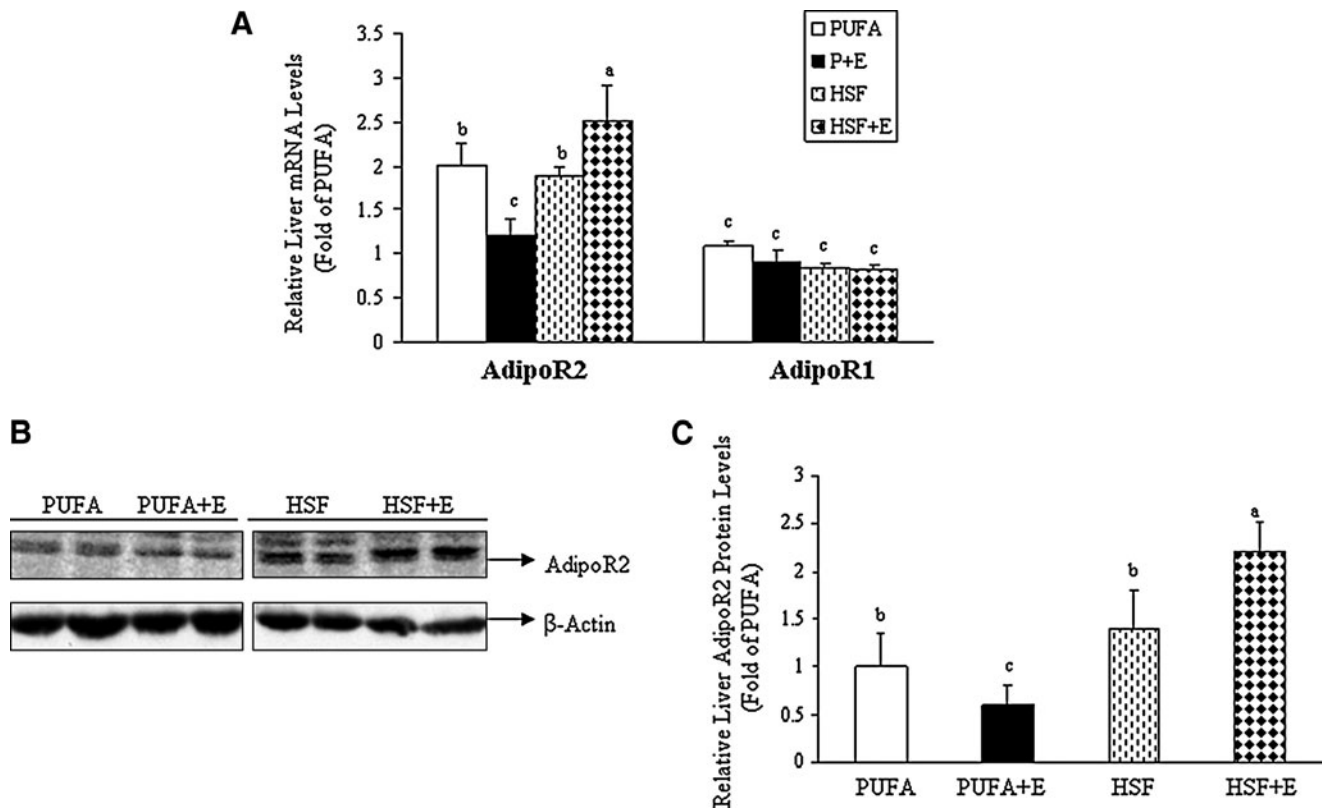 A
Relative Liver mRNA Levels
(Fold of PUFA)
3.5
3
2.5
2
1.5
1
0.5
0
b
c
b
a
c
c
c
c
AdipoR2
AdipoR1
PUFA
P+E
HSF
HSF+E
B
PUFA
PUFA+E
HSF
HSF+E
AdipoR2
β-Actin
C
Relative Liver AdipoR2 Protein Levels
(Fold of PUFA)
3
2.5
2
1.5
1
0.5
0
b
c
b
a
PUFA
PUFA+E
HSF
HSF+E